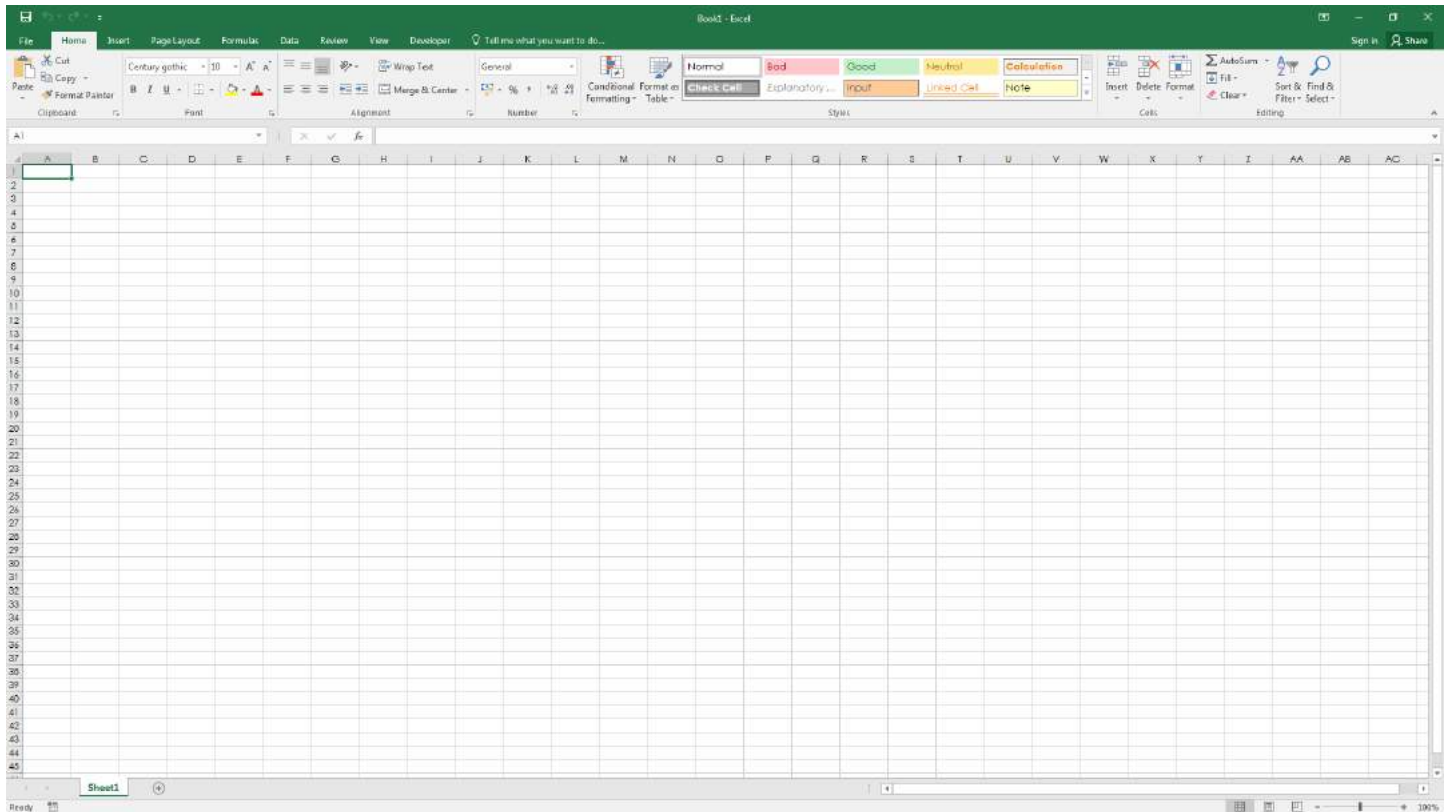 Book1 - Excel
File Home Insert Page Layout Formulas Data Review View Developer Tell me what you want to do... Sign in Share
Cut
Copy
Format Painter
Paste
Clipboard
Century gothic 10
B I U
Font
Wrap Text
Merge & Center
Alignment
General
% ,
Number
Conditional Formatting
Format as Table
Normal Bad Good Neutral Calculation
Check Cell Explanatory ... Input Linked Cell Note
Styles
Insert Delete Format
Cells
AutoSum
Fill
Clear
Sort & Filter
Find & Select
Editing
A1 fx
A B C D E F G H I J K L M N O P Q R S T U V W X Y Z AA AB AC
1
2
3
4
5
6
7
8
9
10
11
12
13
14
15
16
17
18
19
20
21
22
23
24
25
26
27
28
29
30
31
32
33
34
35
36
37
38
39
40
41
42
43
44
45
Sheet1
Ready 100%